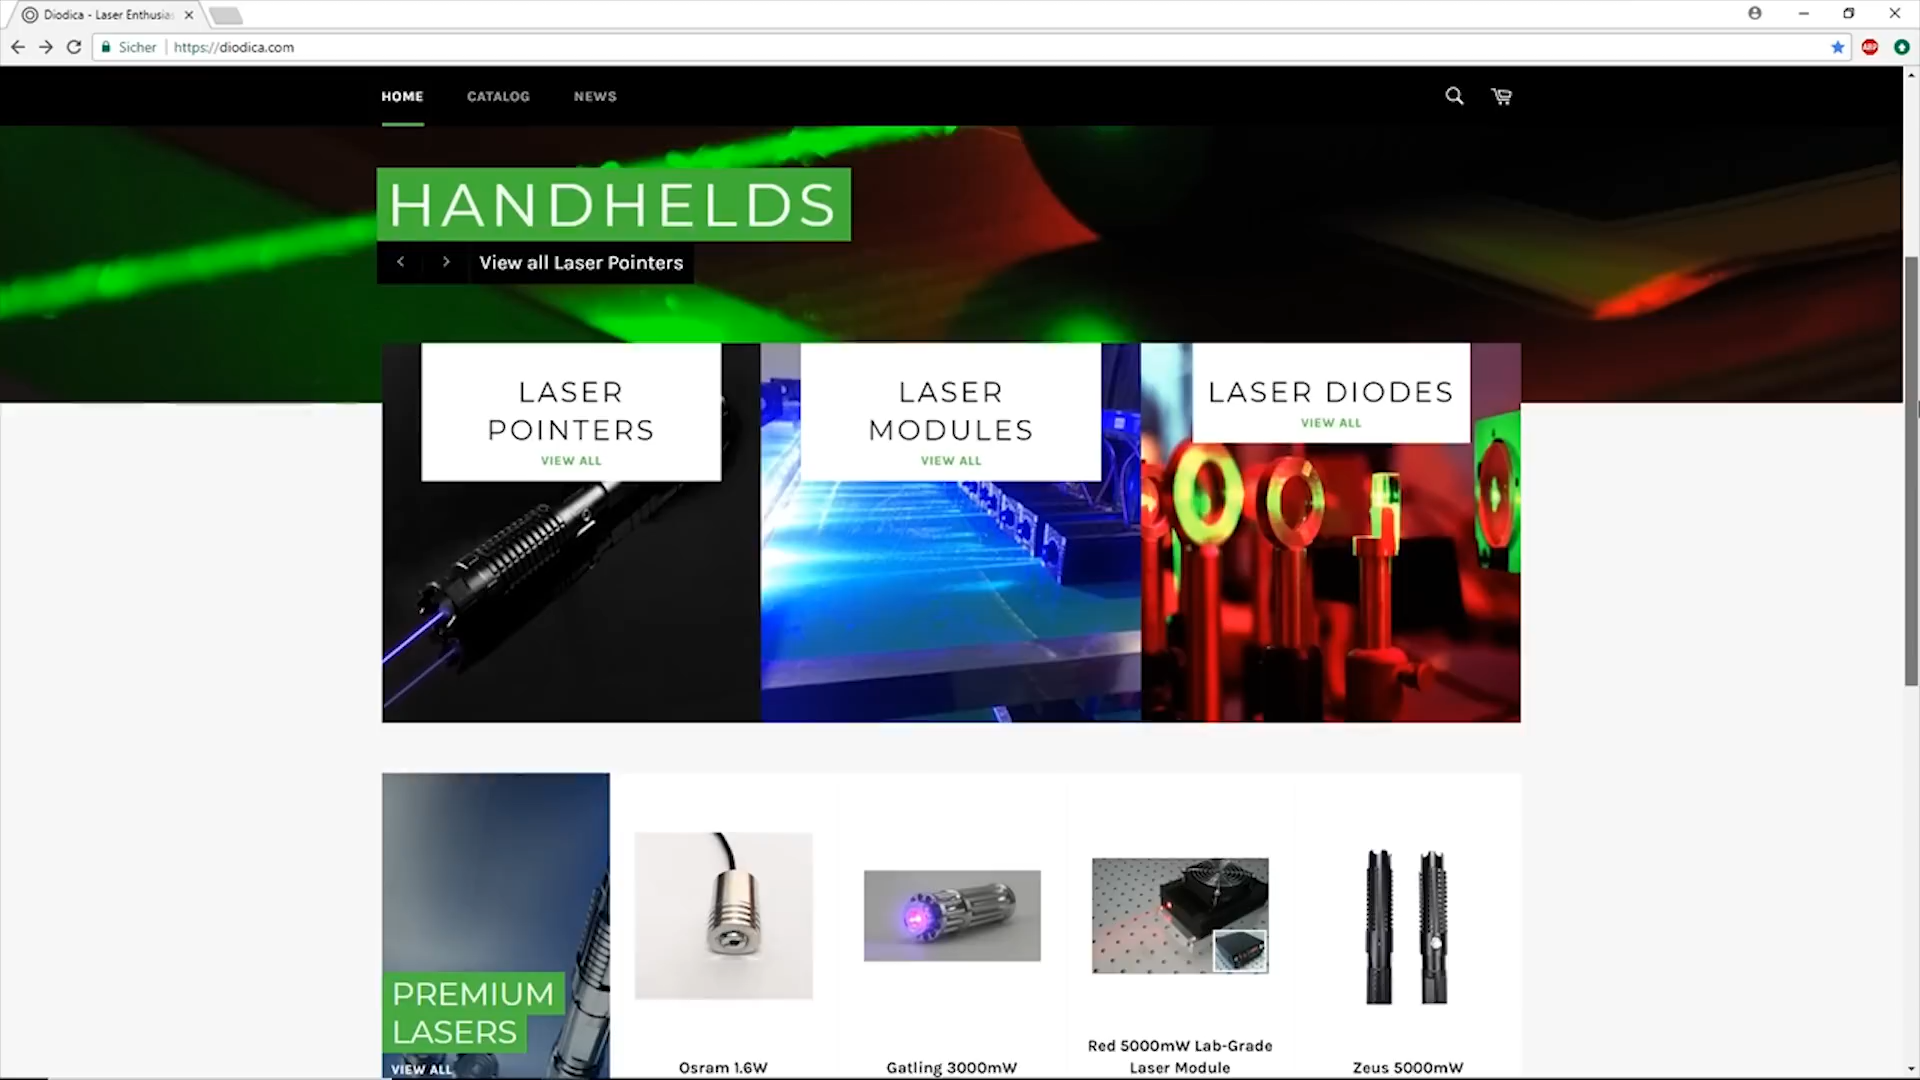 Diodica - Laser Enthusia
Sicher
https://diodica.com
ABP
HOME
CATALOG
NEWS
HANDHELDS
View all Laser Pointers
LASER
POINTERS
VIEW ALL
LASER
MODULES
VIEW ALL
LASER DIODES
VIEW ALL
PREMIUM
LASERS
VIEW ALL
Osram 1.6W
Gatling 3000mW
Red 5000mW Lab-Grade
Laser Module
Zeus 5000mW